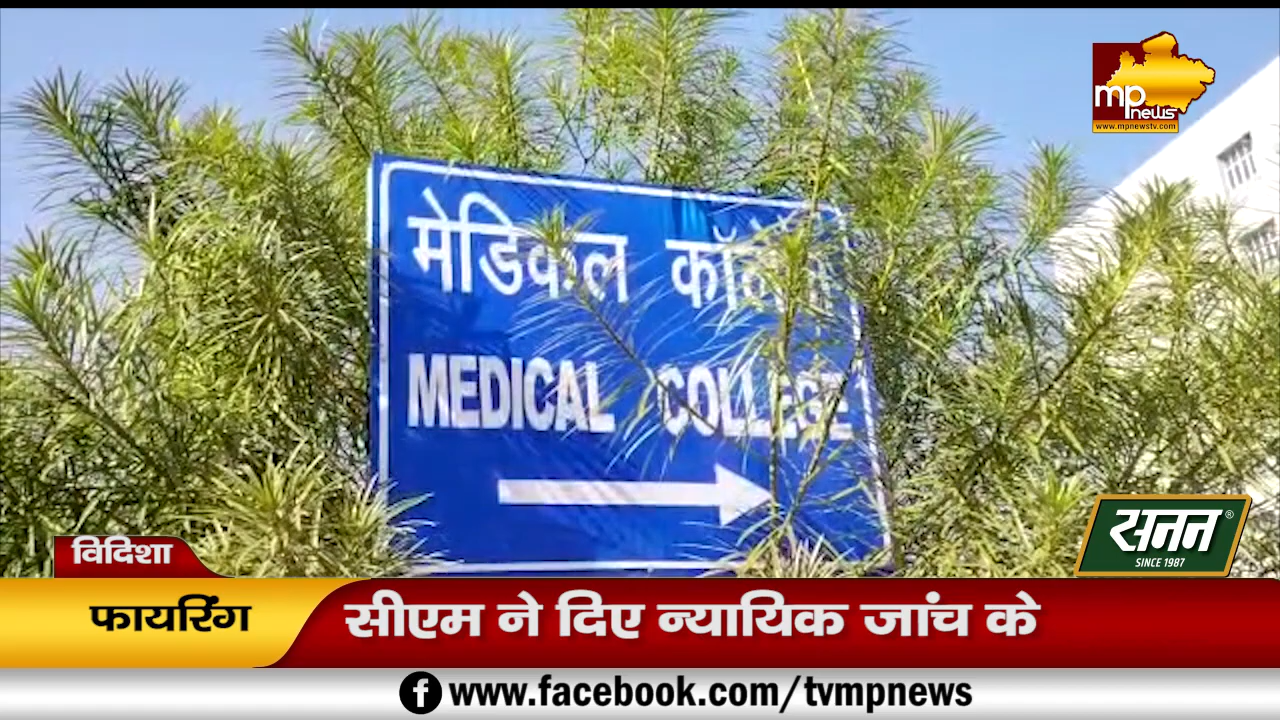 mp
news
www.mpnewstv.com
मेडिकल कॉलेज
MEDICAL COLLEGE
सनन®
SINCE 1987
विदिशा
फायरिंग
सीएम ने दिए न्यायिक जांच के
www.facebook.com/tvmpnews